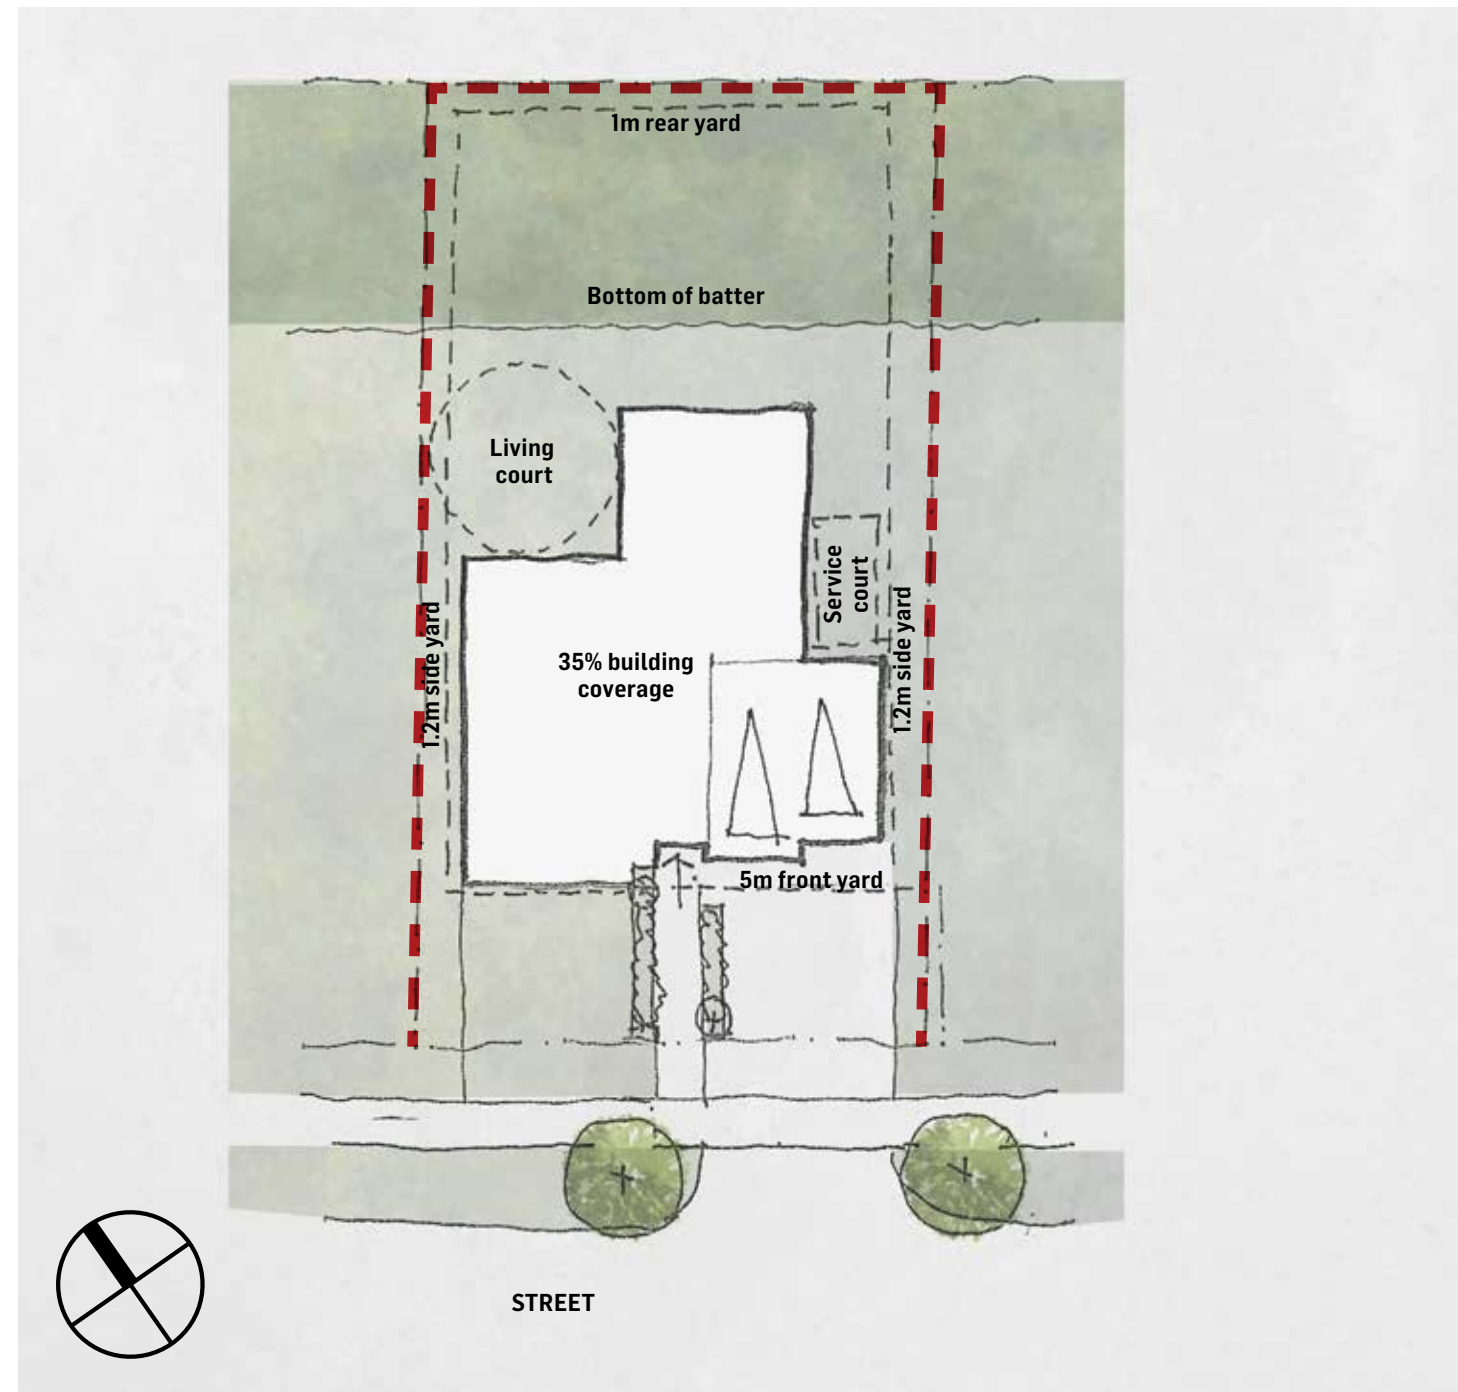 1m rear yard
Bottom of batter
Living
court
Service
court
1.2m side yard
1.2m side yard
35% building
coverage
5m front yard
STREET